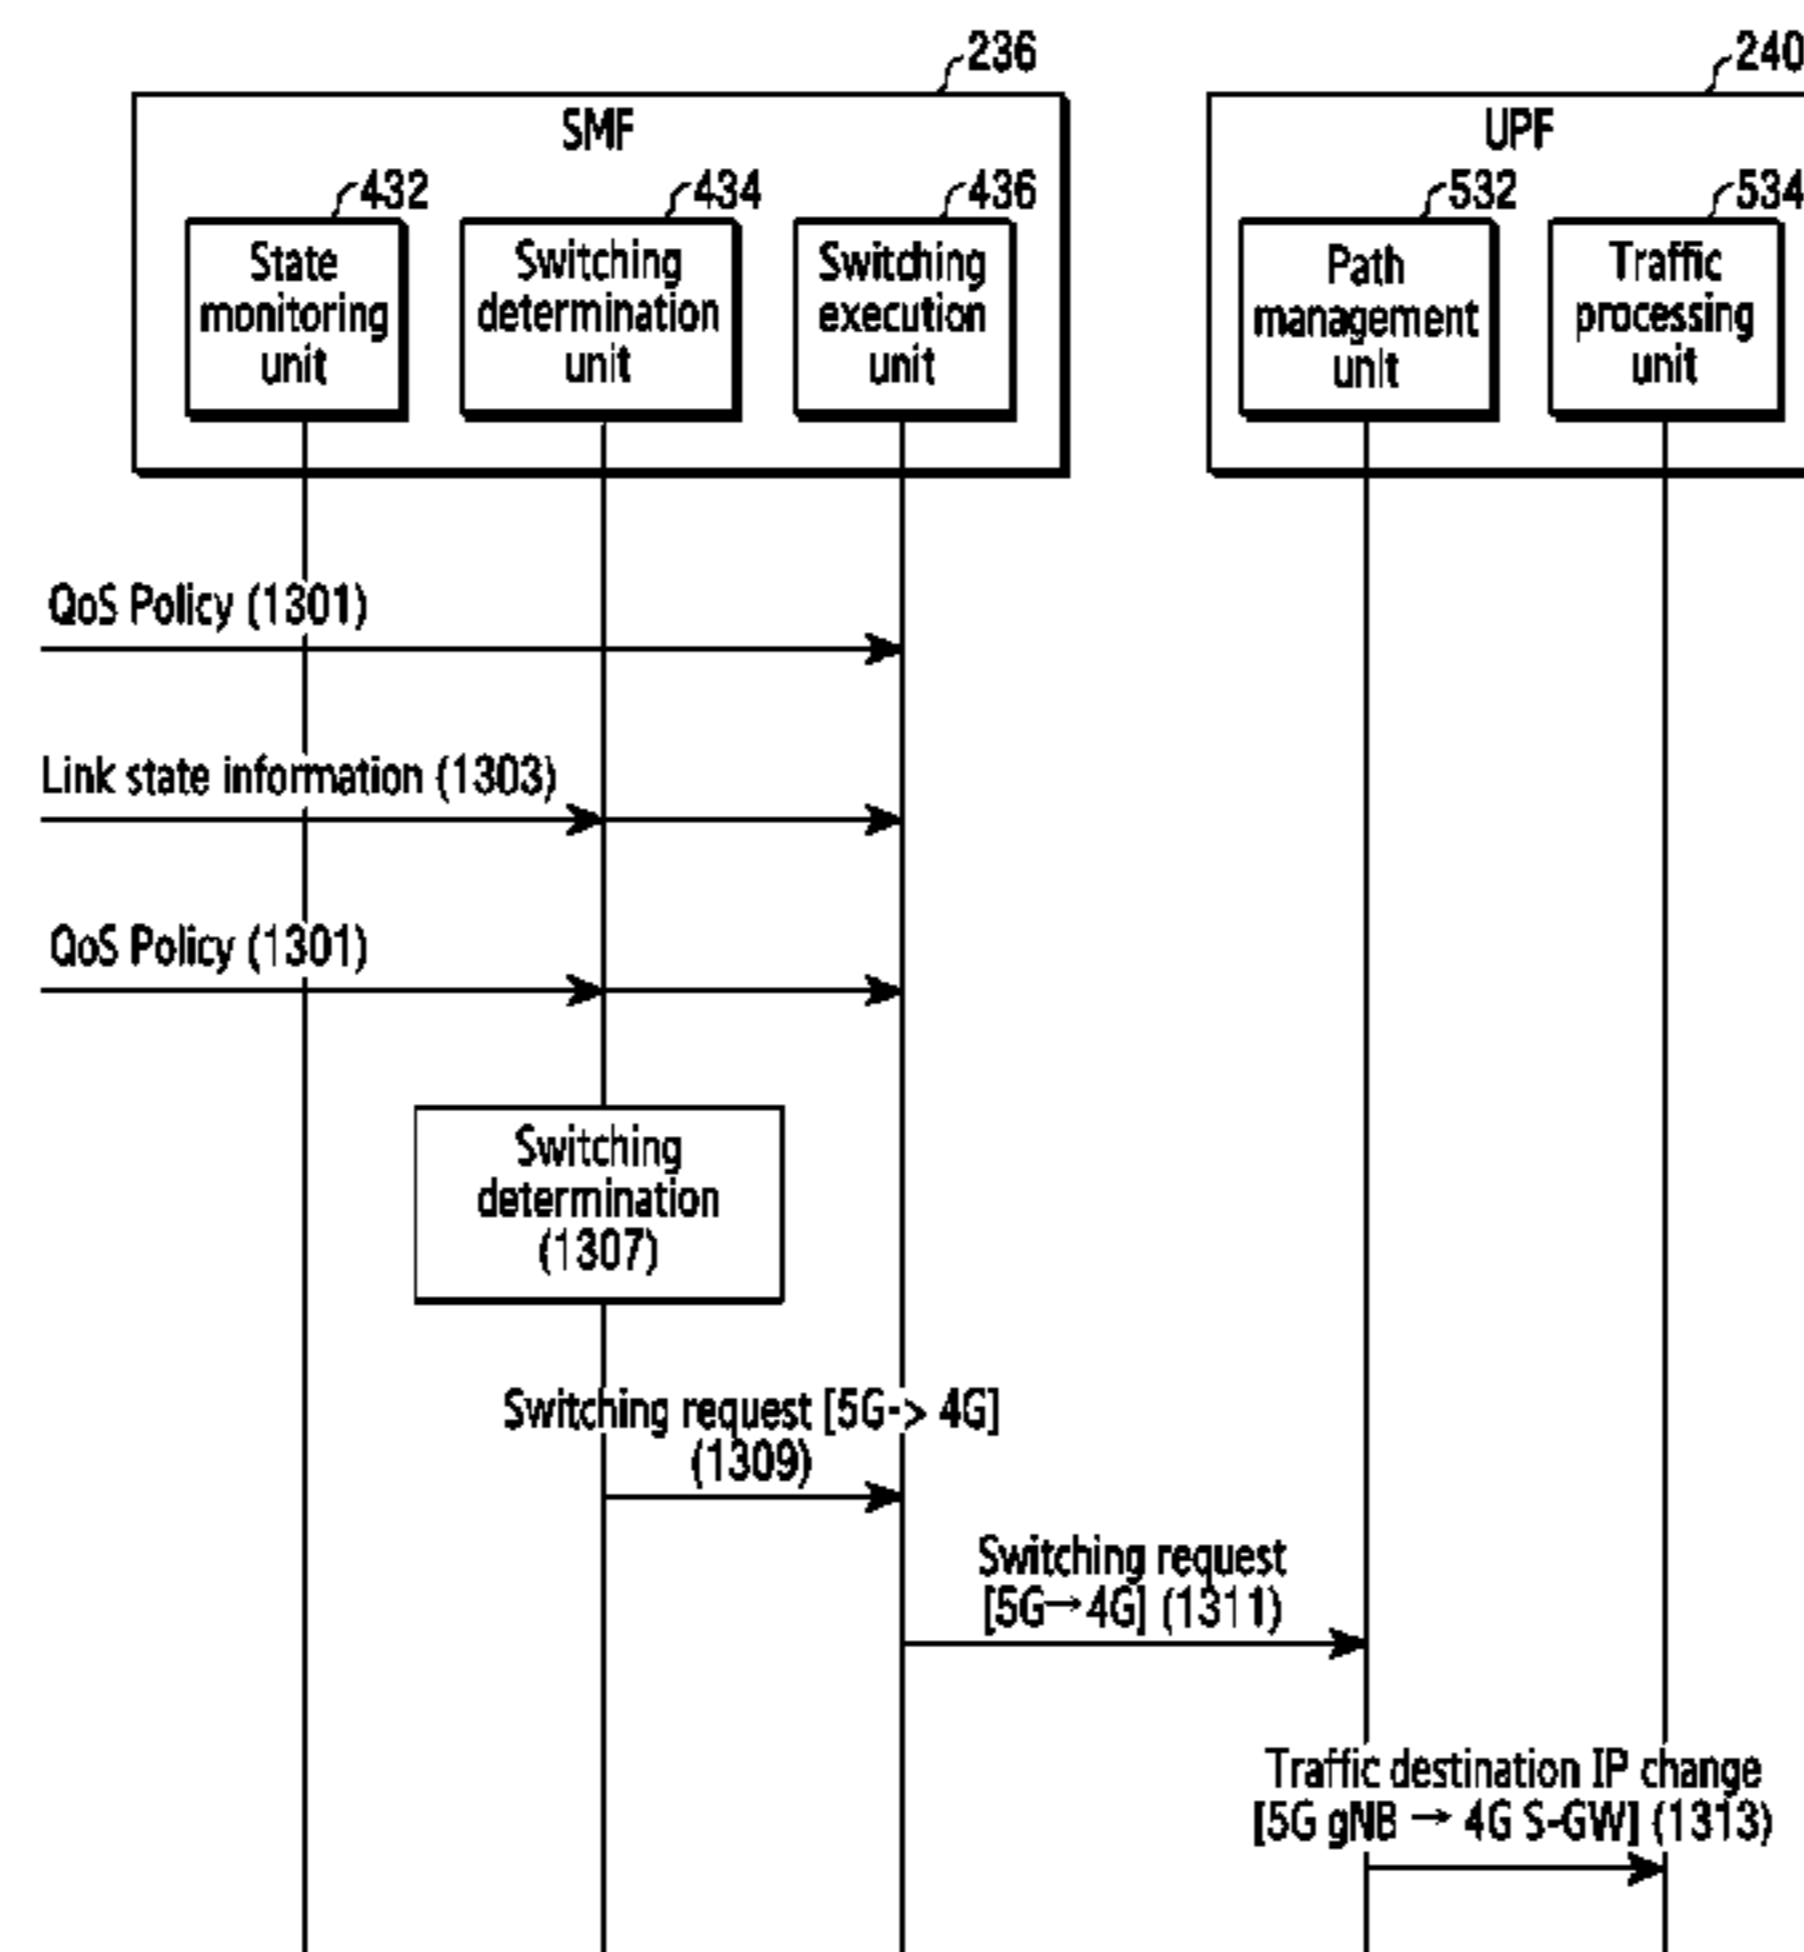 236
240
SMF
UPF
432
434
436
532
534
State
monitoring
unit
Switching
determination
unit
Switching
execution
unit
Path
management
unit
Traffic
processing
unit
QoS Policy (1301)
Link state information (1303)
QoS Policy (1301)
Switching
determination
(1307)
Switching request [5G-> 4G]
(1309)
Switching request
[5G→4G] (1311)
Traffic destination IP change
[5G gNB → 4G S-GW] (1313)